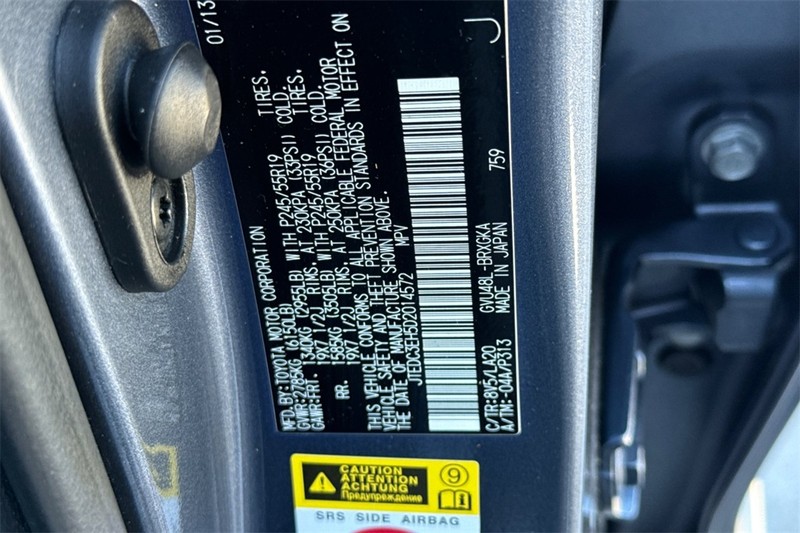 MFD.BY:TOYOTA MOTOR CORPORATION 01/13
GVWR:2785KG (6150LB)
GAWR:FRT. 1340KG (2955LB) WITH P245/55R19 TIRES.
19X7 1/2J RIMS AT 230KPA (33PSI) COLD.
RR. 1585KG (3505LB) WITH P245/55R19 TIRES.
19X7 1/2J RIMS AT 250KPA (36PSI) COLD.
THIS VEHICLE CONFORMS TO ALL APPLICABLE FEDERAL MOTOR
VEHICLE SAFETY AND THEFT PREVENTION STANDARDS IN EFFECT ON
THE DATE OF MANUFACTURE SHOWN ABOVE.
JTEDC3EH5D2014572 MPV
C/TR:8V5/LA20 GVU48L-BRXGKA 759
A/TM:-04A/P313 MADE IN JAPAN
J
CAUTION
ATTENTION
ACHTUNG
Предупреждение
9
SRS SIDE AIRBAG